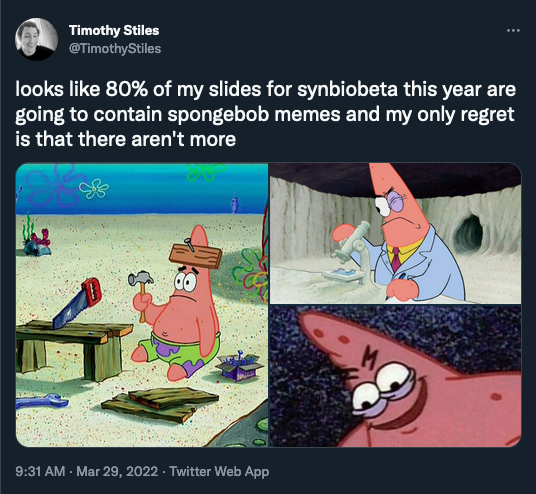 Timothy Stiles
@TimothyStiles
looks like 80% of my slides for synbiobeta this year are
going to contain spongebob memes and my only regret
is that there aren't more
9:31 AM · Mar 29, 2022 · Twitter Web App